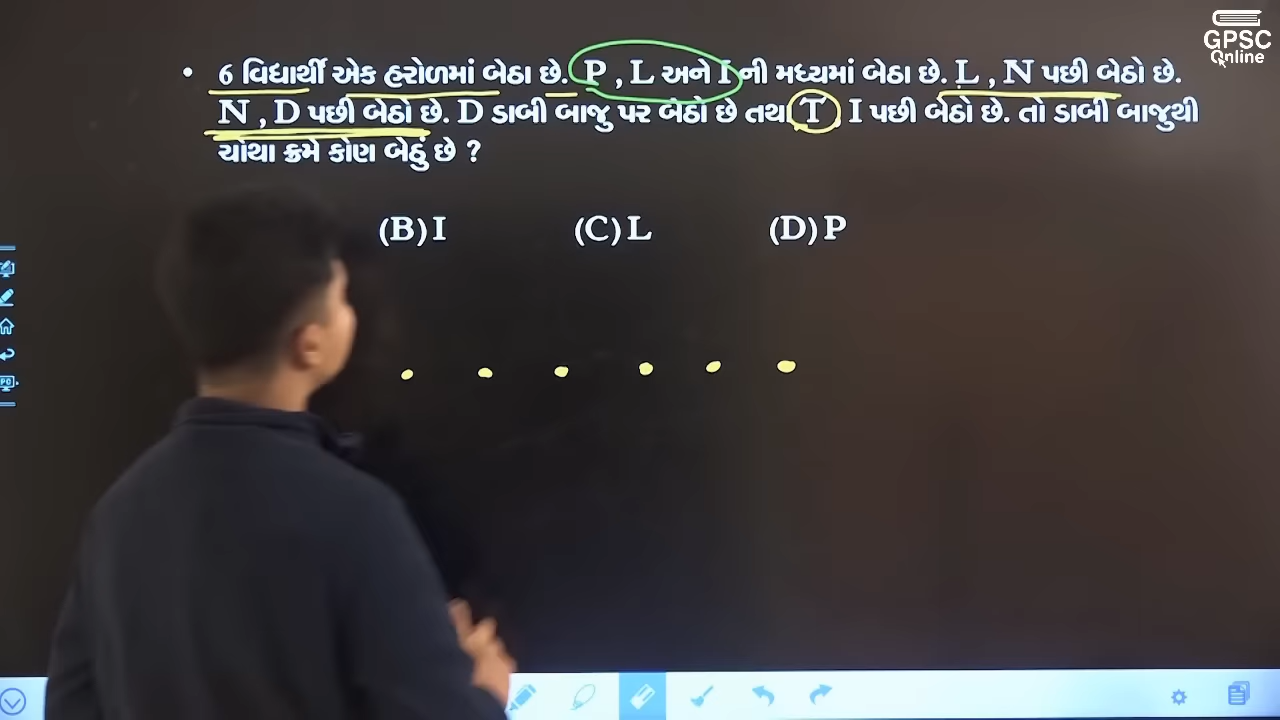 GPSC
Online
• 6 વિદ્યાર્થી એક હરોળમાં બેઠા છે. P , L અને I ની મધ્યમાં બેઠા છે. L , N પછી બેઠો છે.
N , D પછી બેઠો છે. D ડાબી બાજુ પર બેઠો છે તથા T I પછી બેઠો છે. તો ડાબી બાજુથી
ચોથા ક્રમે કોણ બેઠું છે ?
(B) I (C) L (D) P